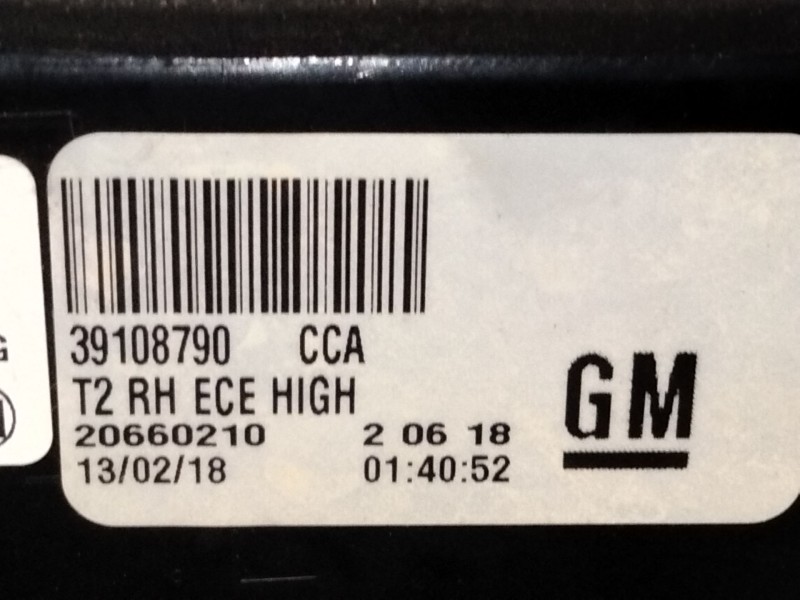 39108790 CCA
T2 RH ECE HIGH
20660210 2 06 18
13/02/18 01:40:52
GM
G